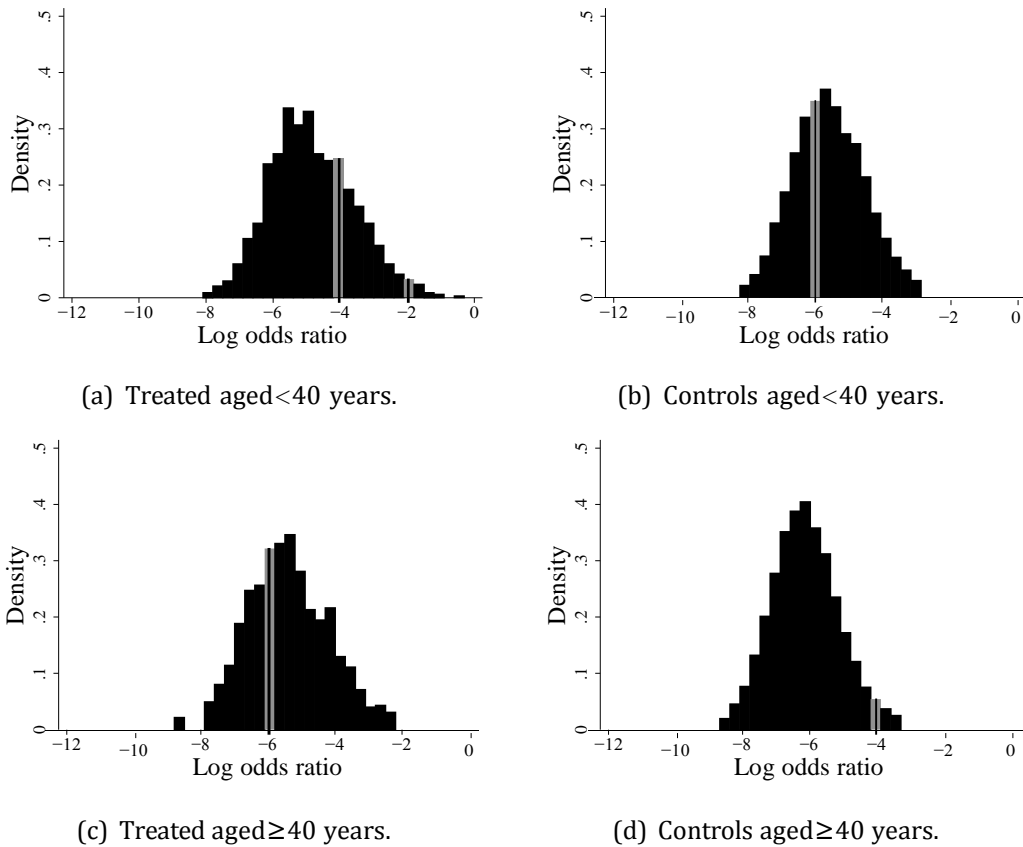 .5
.4
.3
.2
.1
0
Density
−12 −10 −8 −6 −4 −2 0
Log odds ratio
(a) Treated aged<40 years.
.5
.4
.3
.2
.1
0
Density
−12 −10 −8 −6 −4 −2 0
Log odds ratio
(b) Controls aged<40 years.
.5
.4
.3
.2
.1
0
Density
−12 −10 −8 −6 −4 −2 0
Log odds ratio
(c) Treated aged≥40 years.
.5
.4
.3
.2
.1
0
Density
−12 −10 −8 −6 −4 −2 0
Log odds ratio
(d) Controls aged≥40 years.